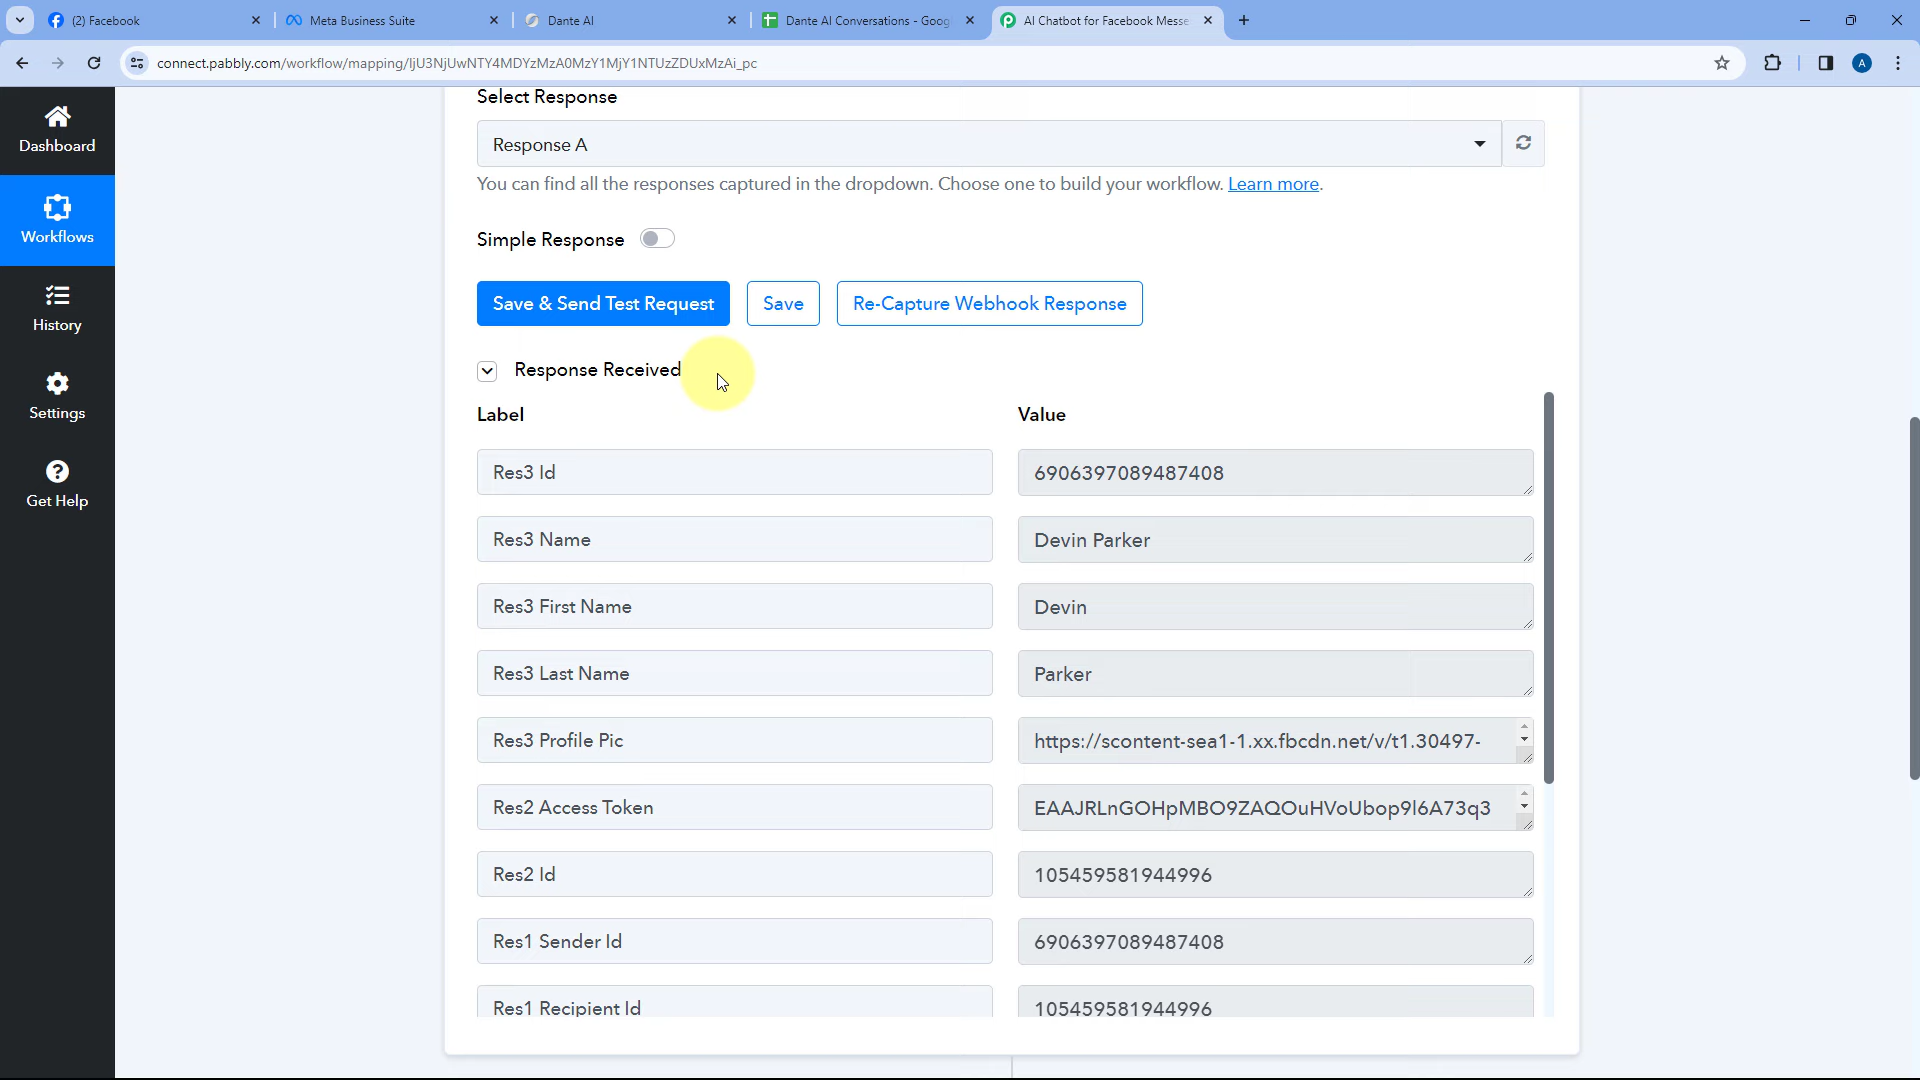 (2) Facebook
Meta Business Suite
Dante AI
Dante AI Conversations - Goog
AI Chatbot for Facebook Messe
connect.pabbly.com/workflow/mapping/IjU3NjUwNTY4MDYzMzA0MzY1MjY1NTUzZDUxMzAi_pc
A
Dashboard
Workflows
History
Settings
Get Help
Select Response
Response A
You can find all the responses captured in the dropdown. Choose one to build your workflow. Learn more.
Simple Response
Save & Send Test Request
Save
Re-Capture Webhook Response
Response Received
Label
Value
Res3 Id
6906397089487408
Res3 Name
Devin Parker
Res3 First Name
Devin
Res3 Last Name
Parker
Res3 Profile Pic
https://scontent-sea1-1.xx.fbcdn.net/v/t1.30497-
Res2 Access Token
EAAJRLnGOHpMBO9ZAQOuHVoUbop9l6A73q3
Res2 Id
105459581944996
Res1 Sender Id
6906397089487408
Res1 Recipient Id
105459581944996